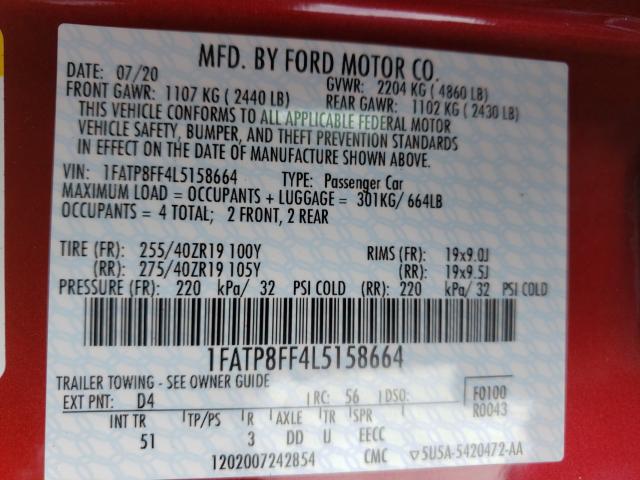 MFD. BY FORD MOTOR CO.
DATE: 07/20 GVWR: 2204 KG ( 4860 LB)
FRONT GAWR: 1107 KG ( 2440 LB) REAR GAWR: 1102 KG ( 2430 LB)
THIS VEHICLE CONFORMS TO ALL APPLICABLE FEDERAL MOTOR
VEHICLE SAFETY, BUMPER, AND THEFT PREVENTION STANDARDS
IN EFFECT ON THE DATE OF MANUFACTURE SHOWN ABOVE.
VIN: 1FATP8FF4L5158664 TYPE: Passenger Car
MAXIMUM LOAD = OCCUPANTS + LUGGAGE = 301KG/ 664LB
OCCUPANTS = 4 TOTAL; 2 FRONT, 2 REAR
TIRE (FR): 255/40ZR19 100Y RIMS (FR): 19x9.0J
(RR): 275/40ZR19 105Y (RR): 19x9.5J
PRESSURE (FR): 220 kPa/ 32 PSI COLD (RR): 220 kPa/ 32 PSI COLD
1FATP8FF4L5158664
TRAILER TOWING - SEE OWNER GUIDE
EXT PNT: D4 RC: 56 DSO: F0100
R0043
INT TR TP/PS R AXLE TR SPR
51 3 DD U EECC
1202007242854 CMC ▽5U5A-5420472-AA